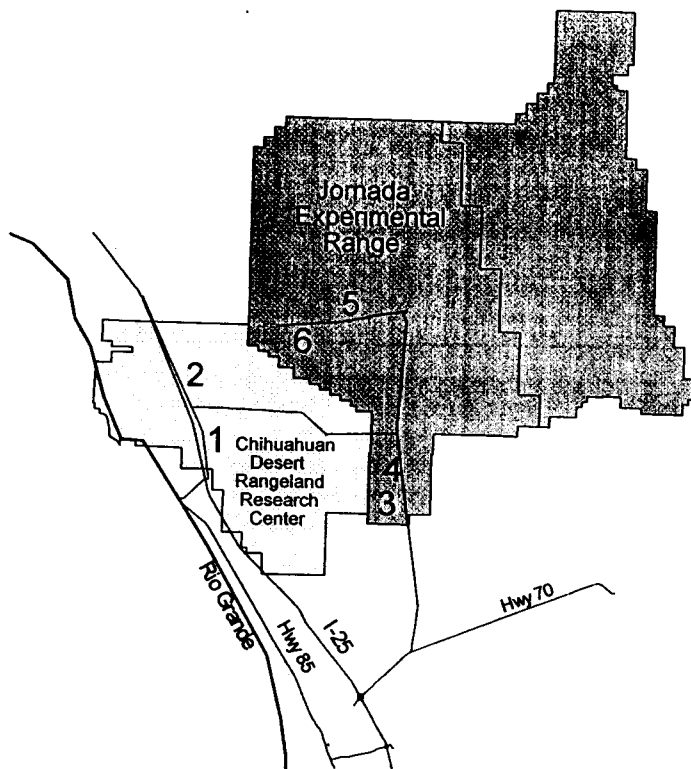 Jornada
Experimental
Range
5
6
2
1
Chihuahuan
Desert
Rangeland
Research
Center
4
3
Rio Grande
Hwy 85
I-25
Hwy 70